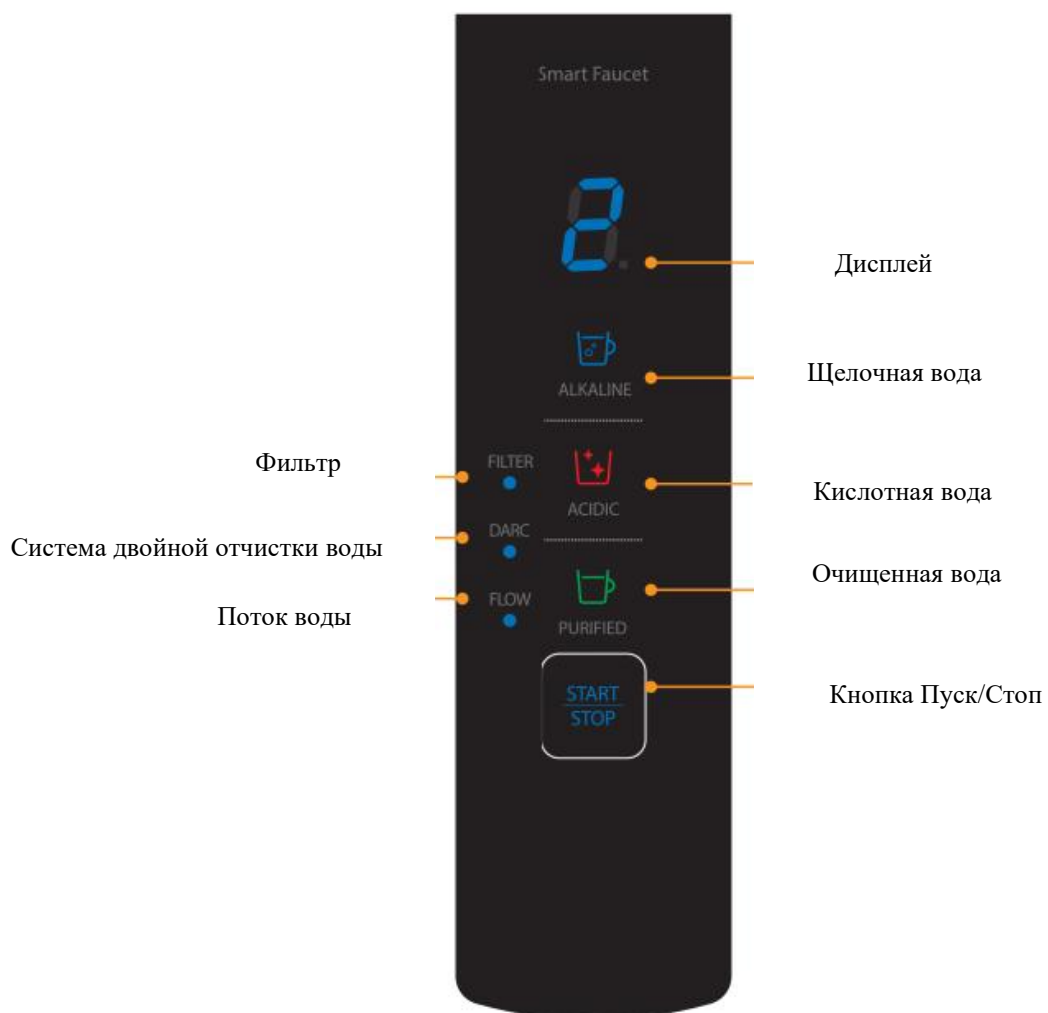 Smart Faucet
2
Дисплей
ALKALINE
Щелочная вода
Фильтр
FILTER
ACIDIC
Кислотная вода
Система двойной отчистки воды
DARC
Очищенная вода
Поток воды
FLOW
PURIFIED
START
STOP
Кнопка Пуск/Стоп